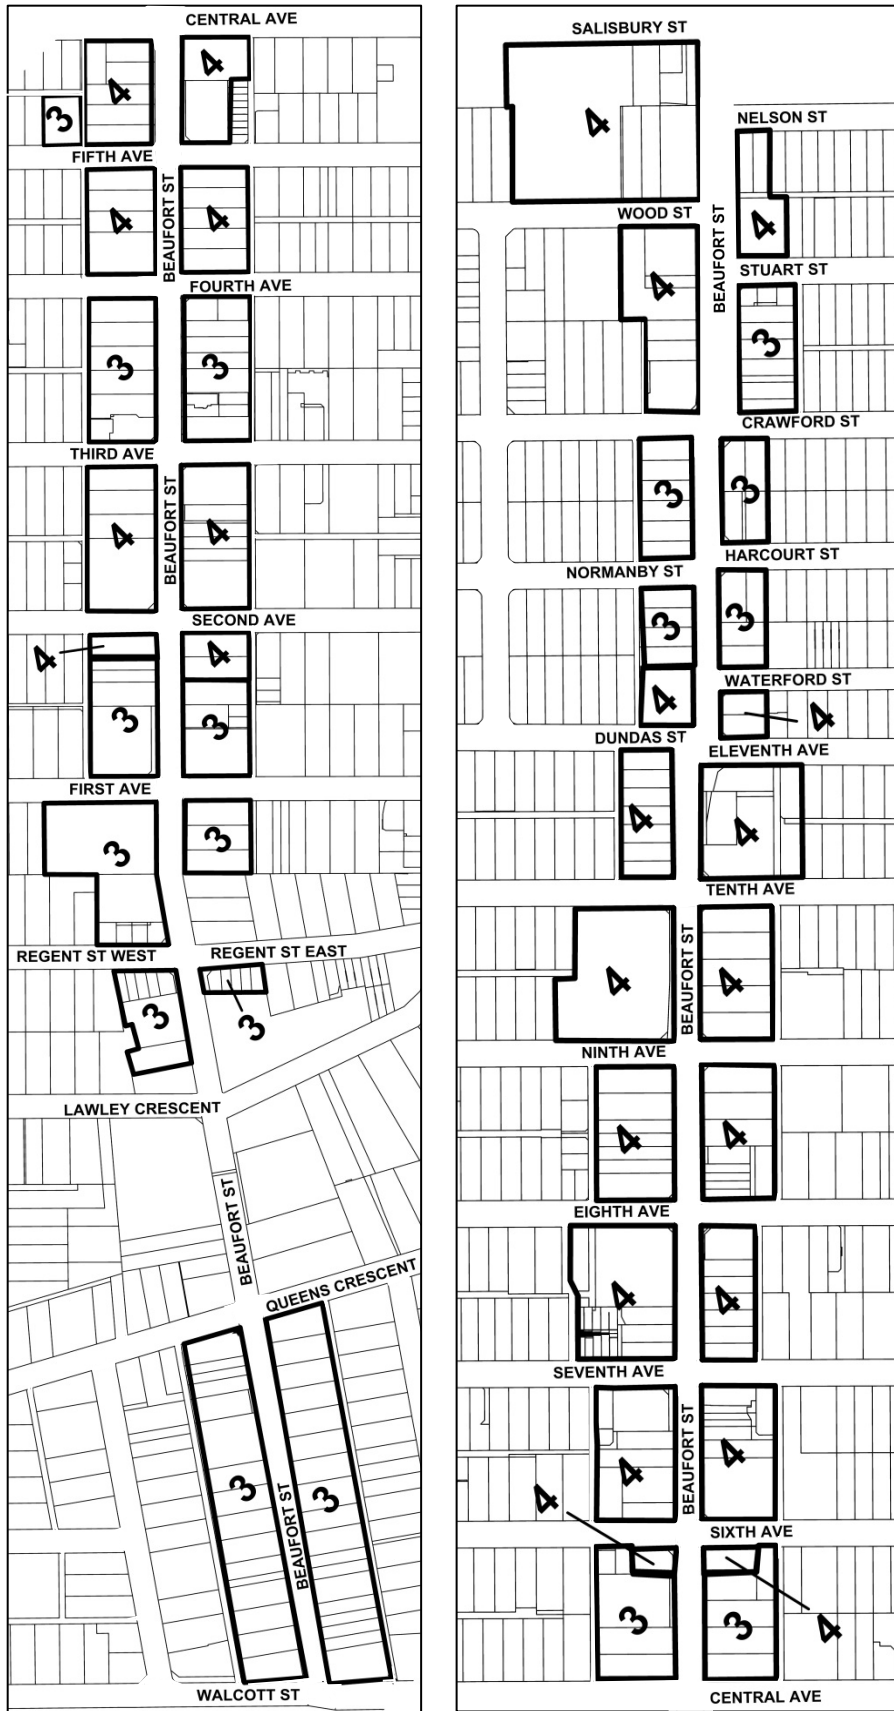 CENTRAL AVE
4
4
3
FIFTH AVE
BEAUFORT ST
4
4
FOURTH AVE
3
3
THIRD AVE
BEAUFORT ST
4
4
SECOND AVE
4
4
3
3
FIRST AVE
3
3
REGENT ST WEST
REGENT ST EAST
3
3
LAWLEY CRESCENT
BEAUFORT ST
QUEENS CRESCENT
3
3
BEAUFORT ST
WALCOTT ST
SALISBURY ST
4
NELSON ST
WOOD ST
BEAUFORT ST
4
STUART ST
4
3
CRAWFORD ST
3
3
HARCOURT ST
NORMANBY ST
3
3
WATERFORD ST
4
4
DUNDAS ST
ELEVENTH AVE
4
4
TENTH AVE
4
BEAUFORT ST
4
NINTH AVE
4
4
EIGHTH AVE
4
4
SEVENTH AVE
BEAUFORT ST
4
4
4
SIXTH AVE
3
3
4
CENTRAL AVE